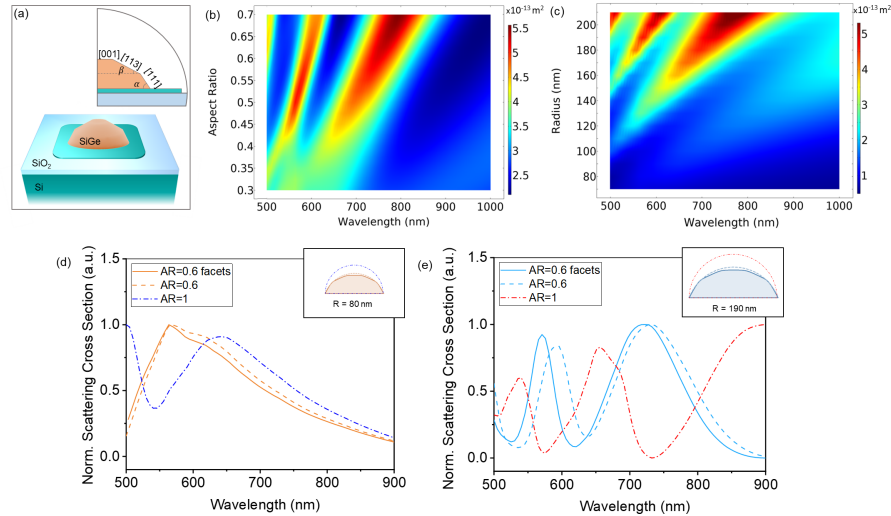 (a)
[001]
[113]
[111]
β
α
SiGe
SiO2
Si
(b)
x10-13 m2
Aspect Ratio
0.7
0.65
0.6
0.55
0.5
0.45
0.4
0.35
0.3
500 600 700 800 900 1000
Wavelength (nm)
5.5
5
4.5
4
3.5
3
2.5
(c)
x10-13 m2
Radius (nm)
200
180
160
140
120
100
80
500 600 700 800 900 1000
Wavelength (nm)
5
4
3
2
1
(d)
AR=0.6 facets
AR=0.6
AR=1
R = 80 nm
Norm. Scattering Cross Section (a.u.)
1.5
1.0
0.5
0.0
500 600 700 800 900
Wavelength (nm)
(e)
AR=0.6 facets
AR=0.6
AR=1
R = 190 nm
Norm. Scattering Cross Section (a.u.)
1.5
1.0
0.5
0.0
500 600 700 800 900
Wavelength (nm)